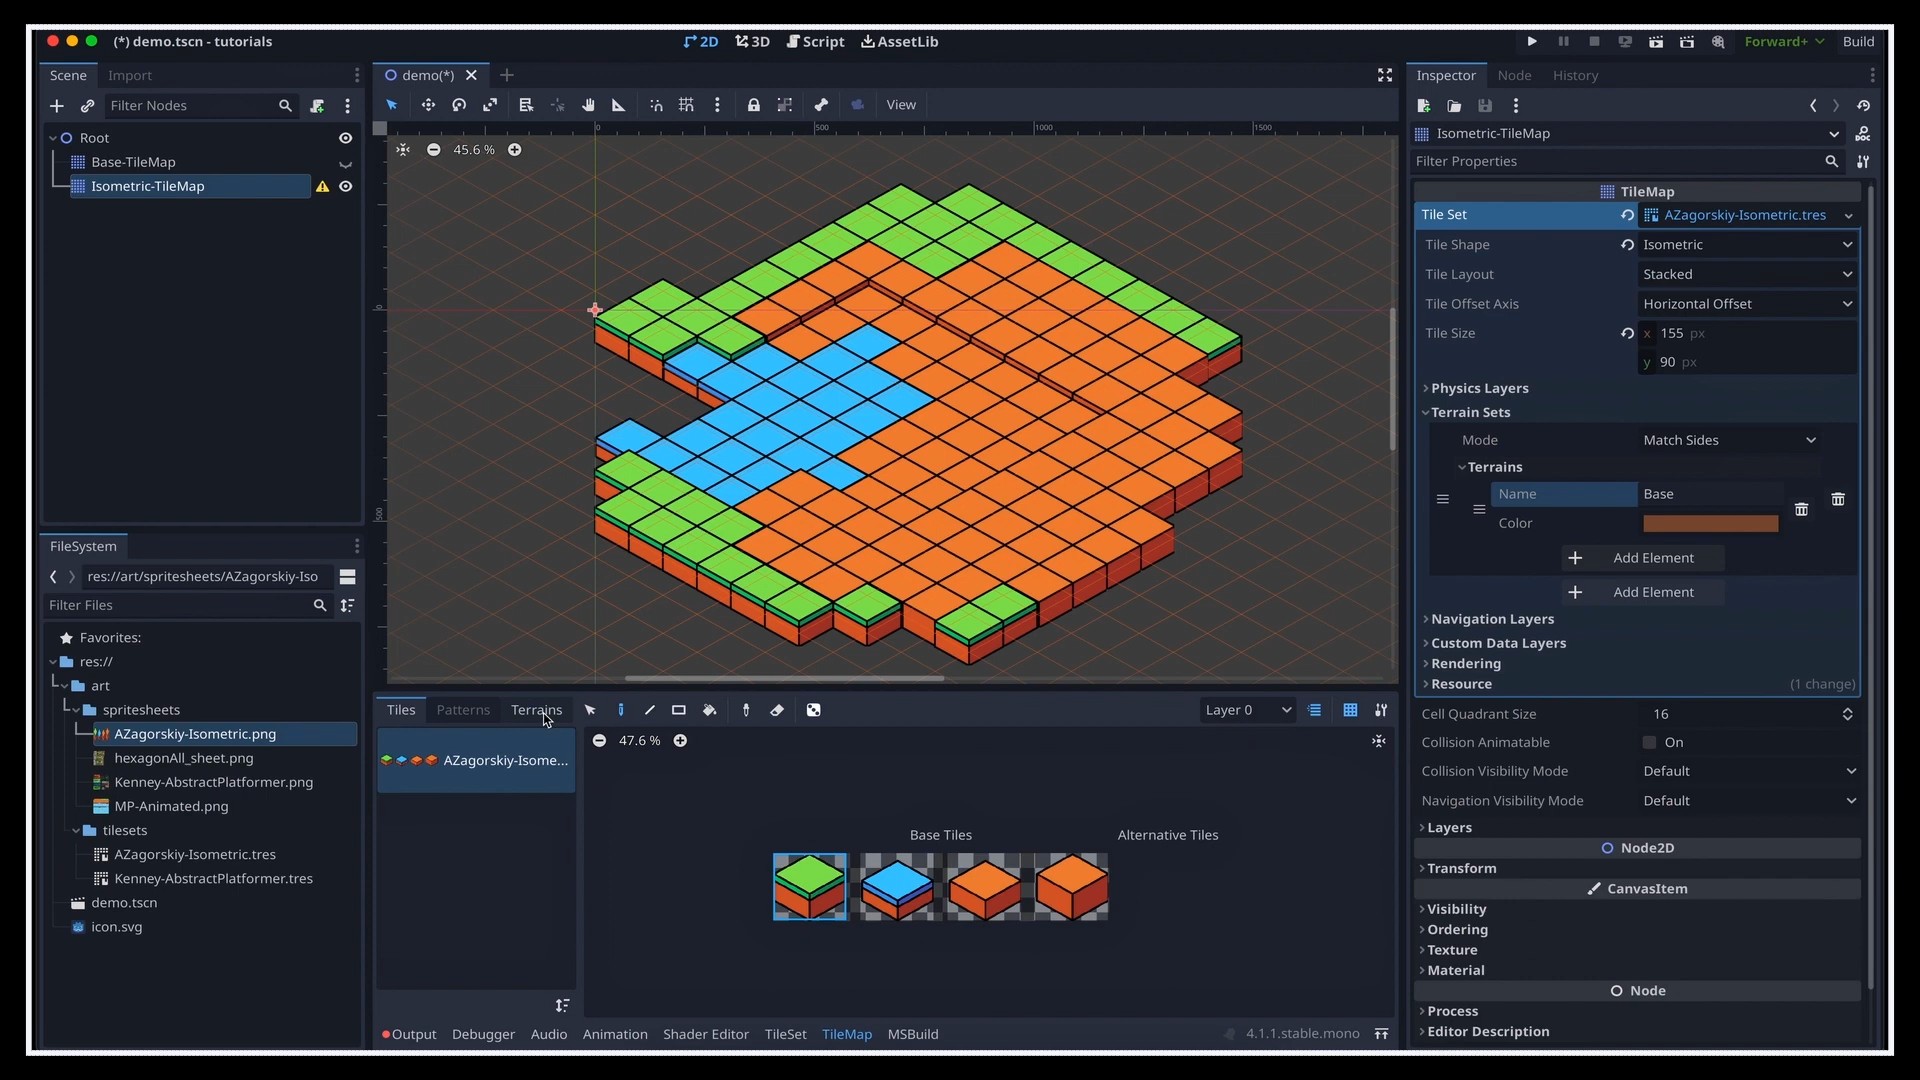 (*) demo.tscn - tutorials
2D 3D Script AssetLib
Forward+ Build
Scene Import
Filter Nodes
Root
Base-TileMap
Isometric-TileMap
FileSystem
res://art/spritesheets/AZagorskiy-Iso
Filter Files
Favorites:
res://
art
spritesheets
AZagorskiy-Isometric.png
hexagonAll_sheet.png
Kenney-AbstractPlatformer.png
MP-Animated.png
tilesets
AZagorskiy-Isometric.tres
Kenney-AbstractPlatformer.tres
demo.tscn
icon.svg
demo(*)
View
0 500 1000 1500
45.6 %
0
500
Tiles Patterns Terrains
Layer 0
AZagorskiy-Isome...
47.6 %
Base Tiles Alternative Tiles
Output Debugger Audio Animation Shader Editor TileSet TileMap MSBuild
4.1.1.stable.mono
Inspector Node History
Isometric-TileMap
Filter Properties
TileMap
Tile Set AZagorskiy-Isometric.tres
Tile Shape Isometric
Tile Layout Stacked
Tile Offset Axis Horizontal Offset
Tile Size x 155 px
y 90 px
Physics Layers
Terrain Sets
Mode Match Sides
Terrains
Name Base
Color
Add Element
Add Element
Navigation Layers
Custom Data Layers
Rendering
Resource (1 change)
Cell Quadrant Size 16
Collision Animatable On
Collision Visibility Mode Default
Navigation Visibility Mode Default
Layers
Node2D
Transform
CanvasItem
Visibility
Ordering
Texture
Material
Node
Process
Editor Description